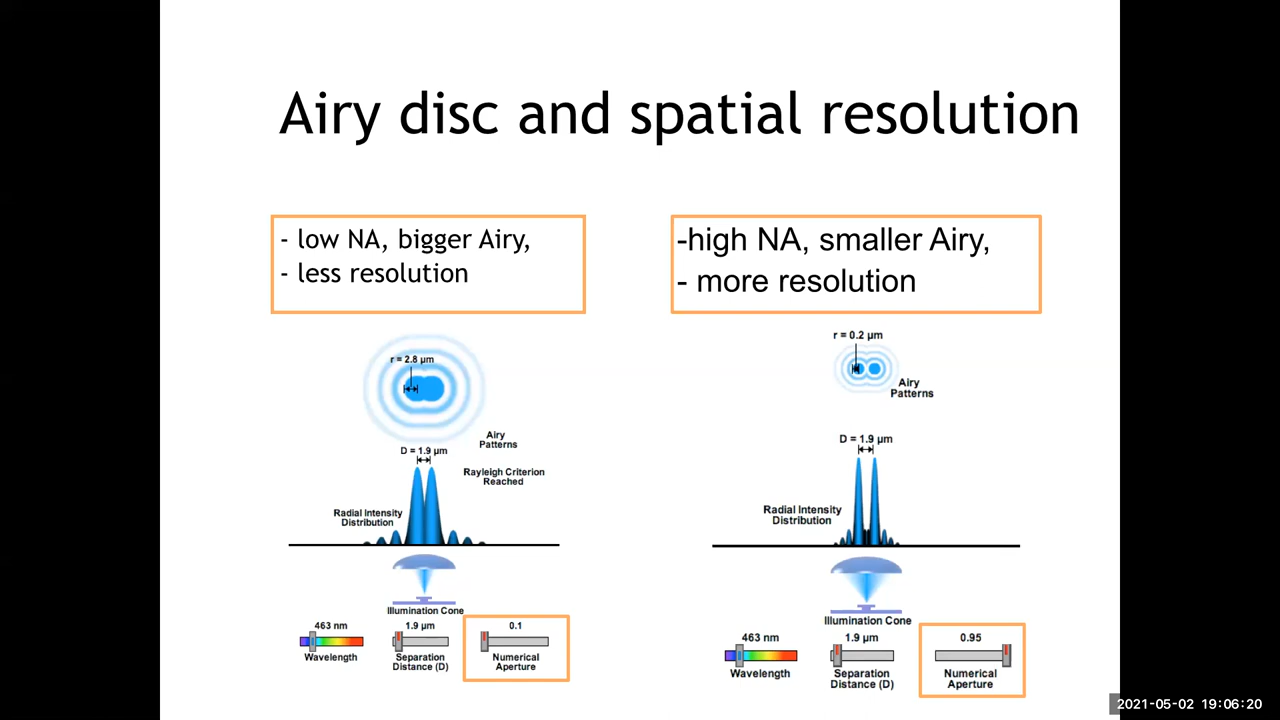 Airy disc and spatial resolution
- low NA, bigger Airy,
- less resolution
r = 2.8 µm
Airy
Patterns
D = 1.9 µm
Rayleigh Criterion
Reached
Radial Intensity
Distribution
Illumination Cone
463 nm
1.9 µm
0.1
Wavelength
Separation
Distance (D)
Numerical
Aperture
-high NA, smaller Airy,
- more resolution
r = 0.2 µm
Airy
Patterns
D = 1.9 µm
Radial Intensity
Distribution
Illumination Cone
463 nm
1.9 µm
0.95
Wavelength
Separation
Distance (D)
Numerical
Aperture
2021-05-02 19:06:20